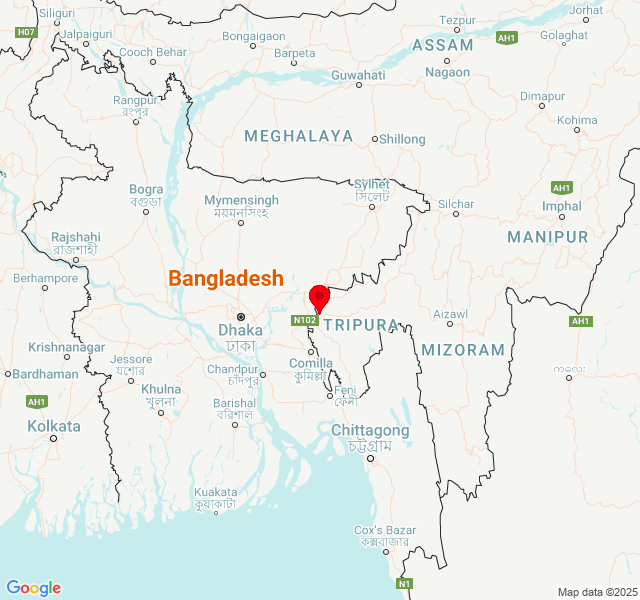 H07
Siliguri
Jalpaiguri
Cooch Behar
Bongaigaon
Barpeta
Tezpur
Jorhat
ASSAM
AH1
Golaghat
Nagaon
Guwahati
Dimapur
Rangpur
রংপুর
MEGHALAYA
Shillong
Kohima
Bogra
বগুড়া
Mymensingh
ময়মনসিংহ
Sylhet
সিলেট
Silchar
AH1
Imphal
MANIPUR
Rajshahi
রাজশাহী
Berhampore
Bangladesh
Dhaka
ঢাকা
N102
TRIPURA
Aizawl
AH1
MIZORAM
Krishnanagar
Bardhaman
Jessore
যশোর
Chandpur
চাঁদপুর
Comilla
কুমিল্লা
Khulna
খুলনা
Feni
ফেনী
AH1
Kolkata
Barishal
বরিশাল
Chittagong
চট্টগ্রাম
ကလေး
Kuakata
কুয়াকাটা
Cox's Bazar
কক্সবাজার
N1
Google
Map data ©2025